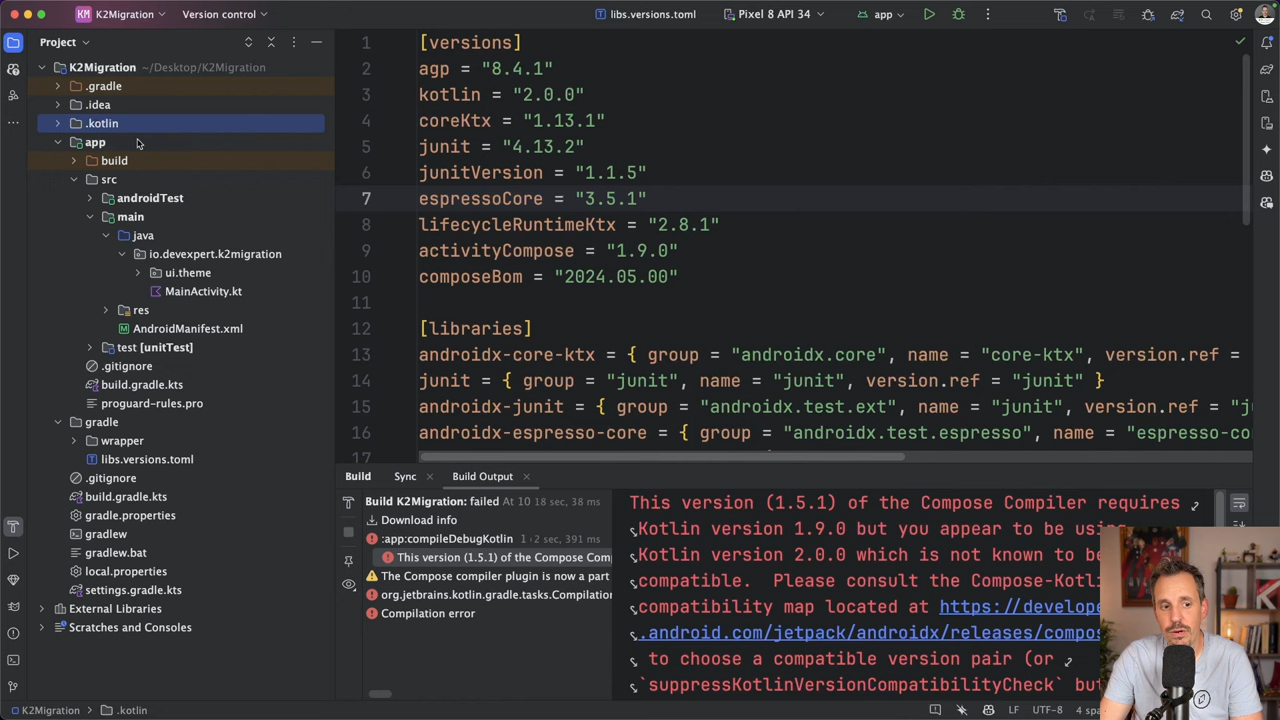 K2Migration
Version control
libs.versions.toml
Pixel 8 API 34
app
Project
K2Migration ~/Desktop/K2Migration
.gradle
.idea
.kotlin
app
build
src
androidTest
main
java
io.devexpert.k2migration
ui.theme
MainActivity.kt
res
AndroidManifest.xml
test [unitTest]
.gitignore
build.gradle.kts
proguard-rules.pro
gradle
wrapper
libs.versions.toml
.gitignore
build.gradle.kts
gradle.properties
gradlew
gradlew.bat
local.properties
settings.gradle.kts
External Libraries
Scratches and Consoles
1 [versions]
2 agp = "8.4.1"
3 kotlin = "2.0.0"
4 coreKtx = "1.13.1"
5 junit = "4.13.2"
6 junitVersion = "1.1.5"
7 espressoCore = "3.5.1"
8 lifecycleRuntimeKtx = "2.8.1"
9 activityCompose = "1.9.0"
10 composeBom = "2024.05.00"
11
12 [libraries]
13 androidx-core-ktx = { group = "androidx.core", name = "core-ktx", version.ref =
14 junit = { group = "junit", name = "junit", version.ref = "junit" }
15 androidx-junit = { group = "androidx.test.ext", name = "junit", version.ref = "ju
16 androidx-espresso-core = { group = "androidx.test.espresso", name = "espresso-co
17
Build Sync Build Output
Build K2Migration: failed At 10 18 sec, 38 ms
Download info
:app:compileDebugKotlin 1 2 sec, 391 ms
This version (1.5.1) of the Compose Com
The Compose compiler plugin is now a part
org.jetbrains.kotlin.gradle.tasks.Compilation
Compilation error
This version (1.5.1) of the Compose Compiler requires
Kotlin version 1.9.0 but you appear to be using
Kotlin version 2.0.0 which is not known to be
compatible. Please consult the Compose-Kotli
compatibility map located at https://develope
.android.com/jetpack/androidx/releases/compos
to choose a compatible version pair (or
`suppressKotlinVersionCompatibilityCheck` but
K2Migration > .kotlin
LF UTF-8 4 spa